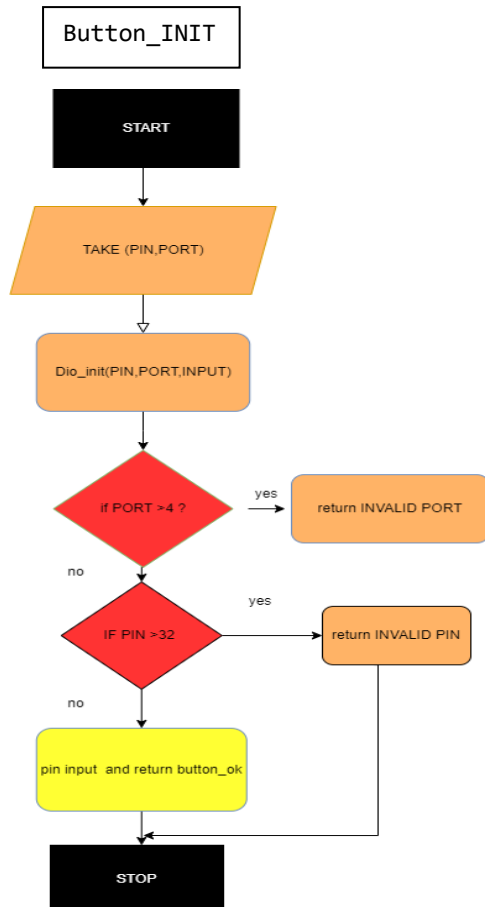 Button_INIT
START
TAKE (PIN,PORT)
Dio_init(PIN,PORT,INPUT)
if PORT >4 ?
yes
return INVALID PORT
no
yes
IF PIN >32
return INVALID PIN
no
pin input  and return button_ok
STOP